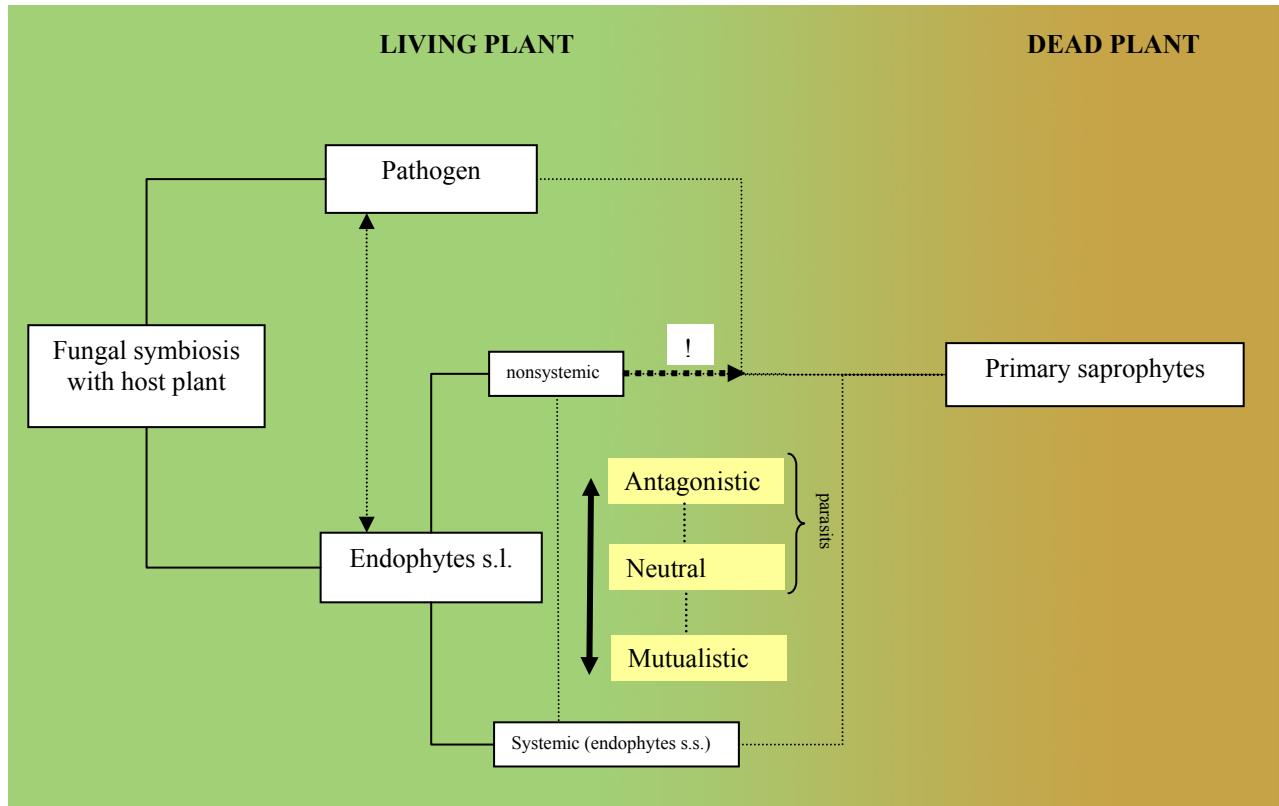 LIVING PLANT
DEAD PLANT
Pathogen
Fungal symbiosis
with host plant
!
nonsystemic
Primary saprophytes
Antagonistic
parasits
Endophytes s.l.
Neutral
Mutualistic
Systemic (endophytes s.s.)